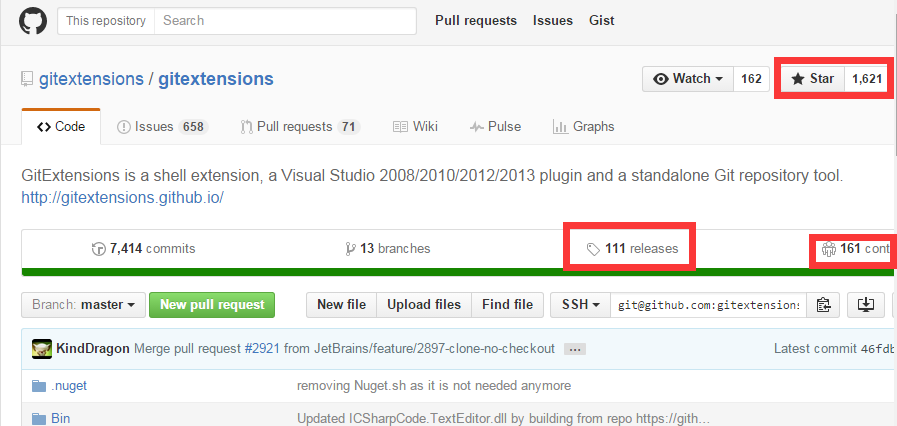 This repository Search Pull requests Issues Gist
gitextensions / gitextensions Watch 162 Star 1,621
Code Issues 658 Pull requests 71 Wiki Pulse Graphs
GitExtensions is a shell extension, a Visual Studio 2008/2010/2012/2013 plugin and a standalone Git repository tool.
http://gitextensions.github.io/
7,414 commits 13 branches 111 releases 161 cont
Branch: master New pull request New file Upload files Find file SSH git@github.com:gitextensions
KindDragon Merge pull request #2921 from JetBrains/feature/2897-clone-no-checkout ... Latest commit 46fdb
.nuget removing Nuget.sh as it is not needed anymore
Bin Updated ICSharpCode.TextEditor.dll by building from repo https://gith...